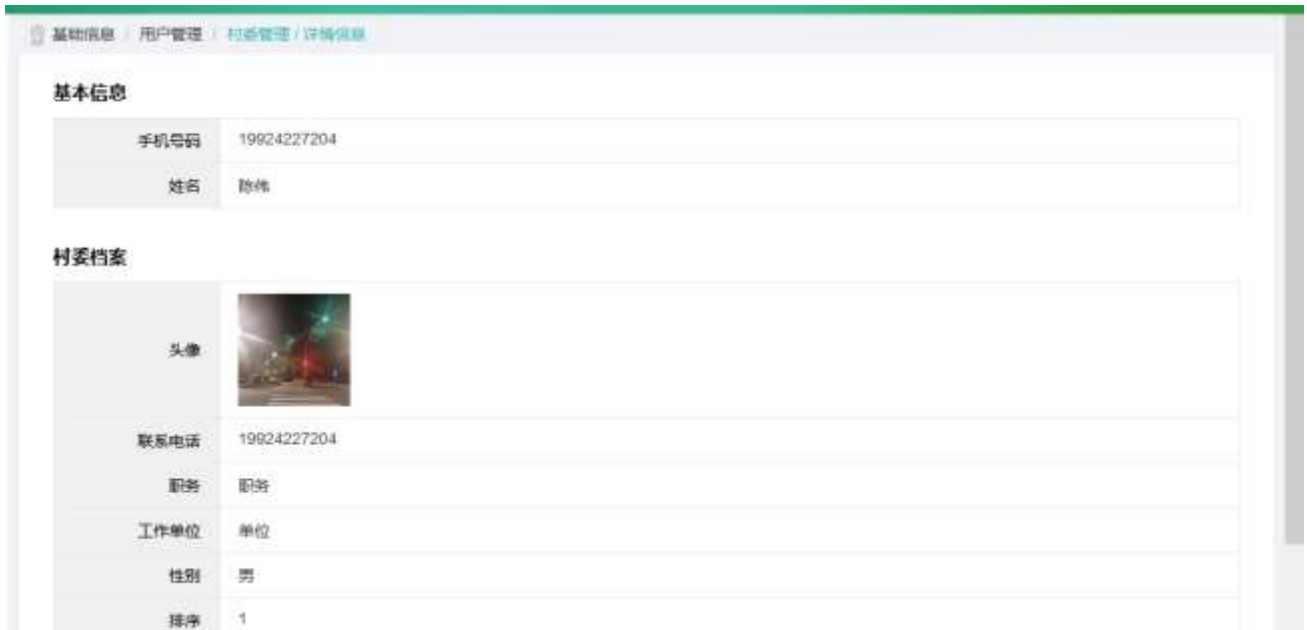 基础信息 / 用户管理 / 村委管理 / 详情信息
基本信息
手机号码 19924227204
姓名 陈伟
村委档案
头像
联系电话 19924227204
职务 职务
工作单位 单位
性别 男
排序 1